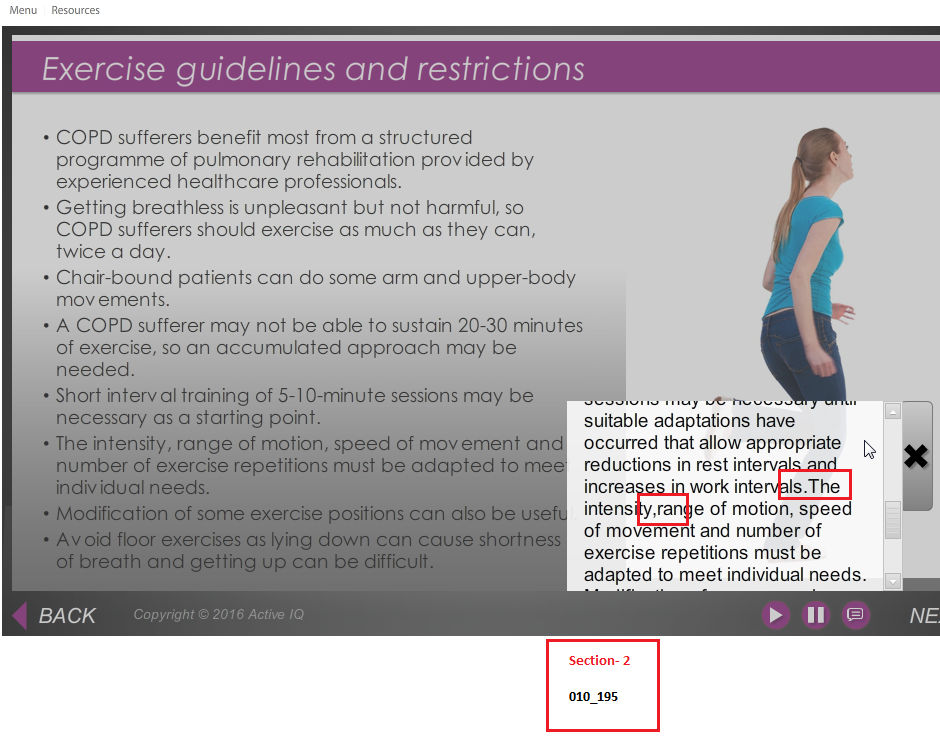 Menu Resources
Exercise guidelines and restrictions
• COPD sufferers benefit most from a structured
programme of pulmonary rehabilitation provided by
experienced healthcare professionals.
• Getting breathless is unpleasant but not harmful, so
COPD sufferers should exercise as much as they can,
twice a day.
• Chair-bound patients can do some arm and upper-body
movements.
• A COPD sufferer may not be able to sustain 20-30 minutes
of exercise, so an accumulated approach may be
needed.
• Short interval training of 5-10-minute sessions may be
necessary as a starting point.
• The intensity, range of motion, speed of movement and
number of exercise repetitions must be adapted to meet
individual needs.
• Modification of some exercise positions can also be useful
• Avoid floor exercises as lying down can cause shortness
of breath and getting up can be difficult.
sessions may be necessary until
suitable adaptations have
occurred that allow appropriate
reductions in rest intervals and
increases in work intervals.The
intensity,range of motion, speed
of movement and number of
exercise repetitions must be
adapted to meet individual needs.
BACK
Copyright © 2016 Active IQ
Section- 2
010_195